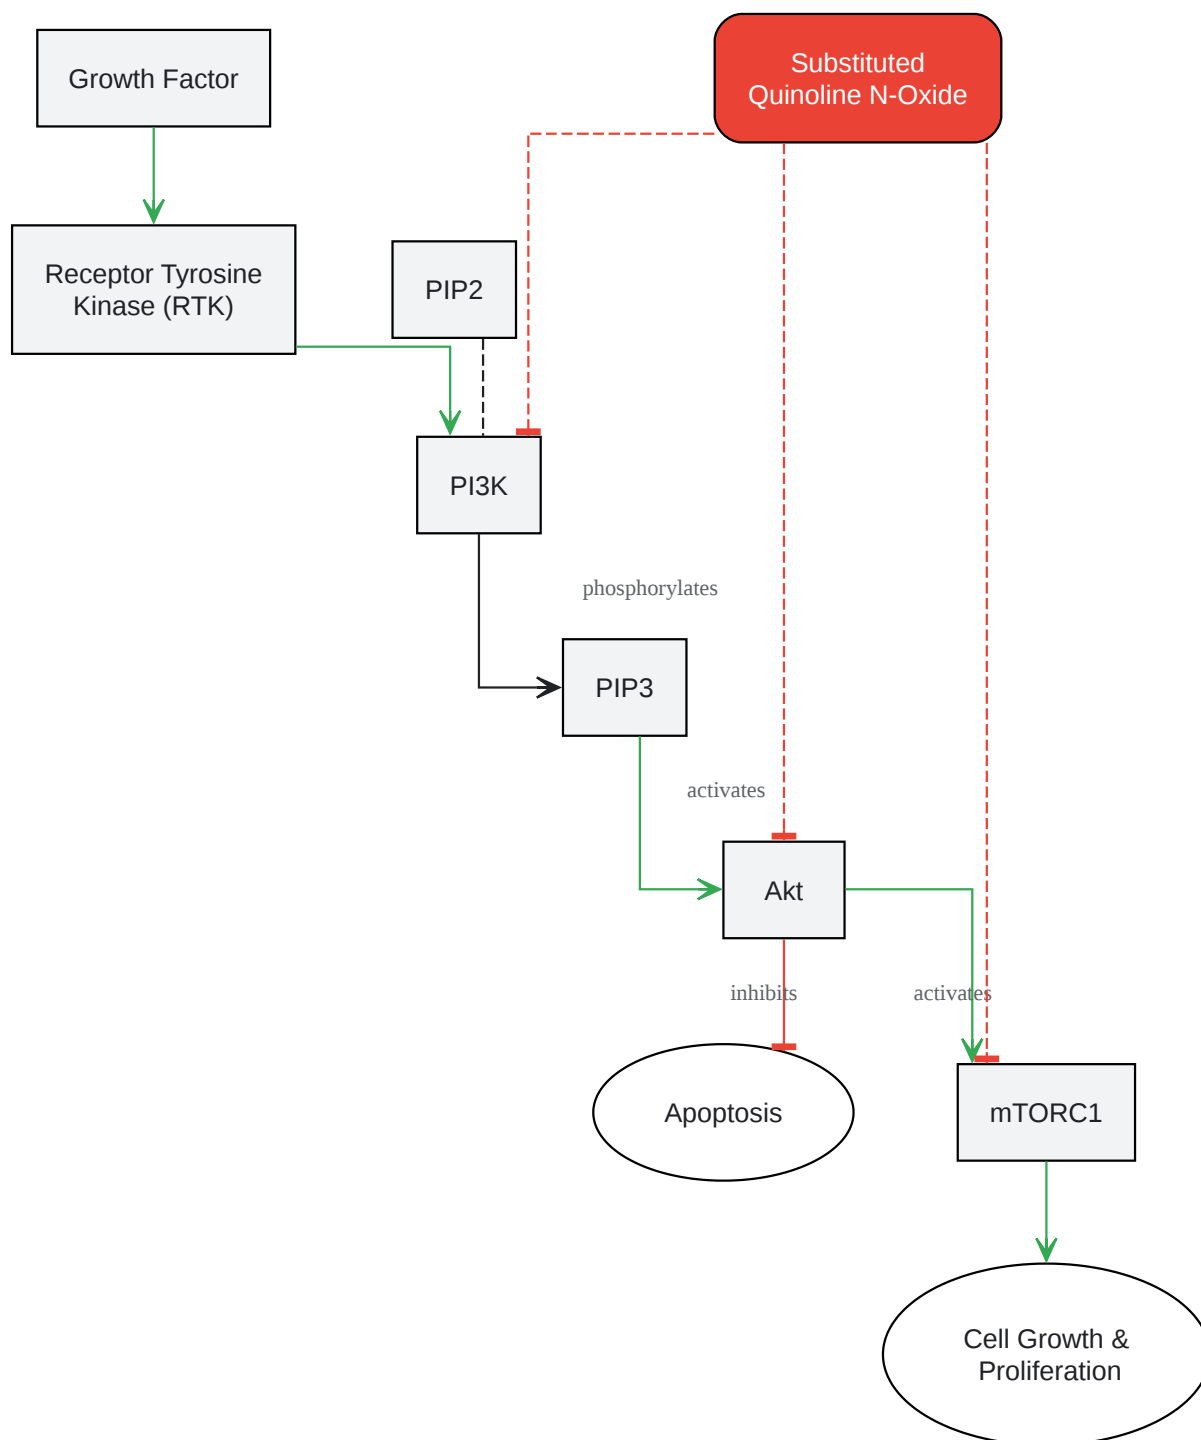 Growth Factor
Substituted
Quinoline N-Oxide
Receptor Tyrosine
Kinase (RTK)
PIP2
PI3K
phosphorylates
PIP3
activates
Akt
inhibits
activates
Apoptosis
mTORC1
Cell Growth &
Proliferation